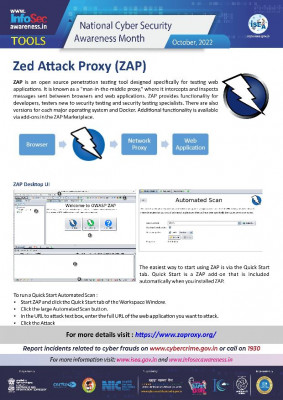 www.
InfoSec
awareness.in
TOOLS
National Cyber Security
Awareness Month
October, 2022
Zed Attack Proxy (ZAP)
ZAP is an open source penetration testing tool designed specifically for testing web
applications. It is known as a "man-in-the-middle proxy," where it intercepts and inspects
messages sent between browsers and web applications. ZAP provides functionality for
developers, testers new to security testing and security testing specialists. There are also
versions for each major operating system and Docker. Additional functionality is available
via add-ons in the ZAP Marketplace.
Browser
Network
Proxy
Web
Application
ZAP Desktop UI:
Welcome to OWASP ZAP
Automated Scan
The easiest way to start using ZAP is via the Quick Start
tab. Quick Start is a ZAP add-on that is included
automatically when you installed ZAP.
To run a Quick Start Automated Scan :
• Start ZAP and click the Quick Start tab of the Workspace Window.
• Click the large Automated Scan button.
• In the URL to attack text box, enter the full URL of the web application you want to attack.
• Click the Attack
For more details visit : https://www.zaproxy.org/
Report incidents related to cyber frauds on www.cybercrime.gov.in or call on 1930
For more information visit: www.isea.gov.in and www.infosecawareness.in